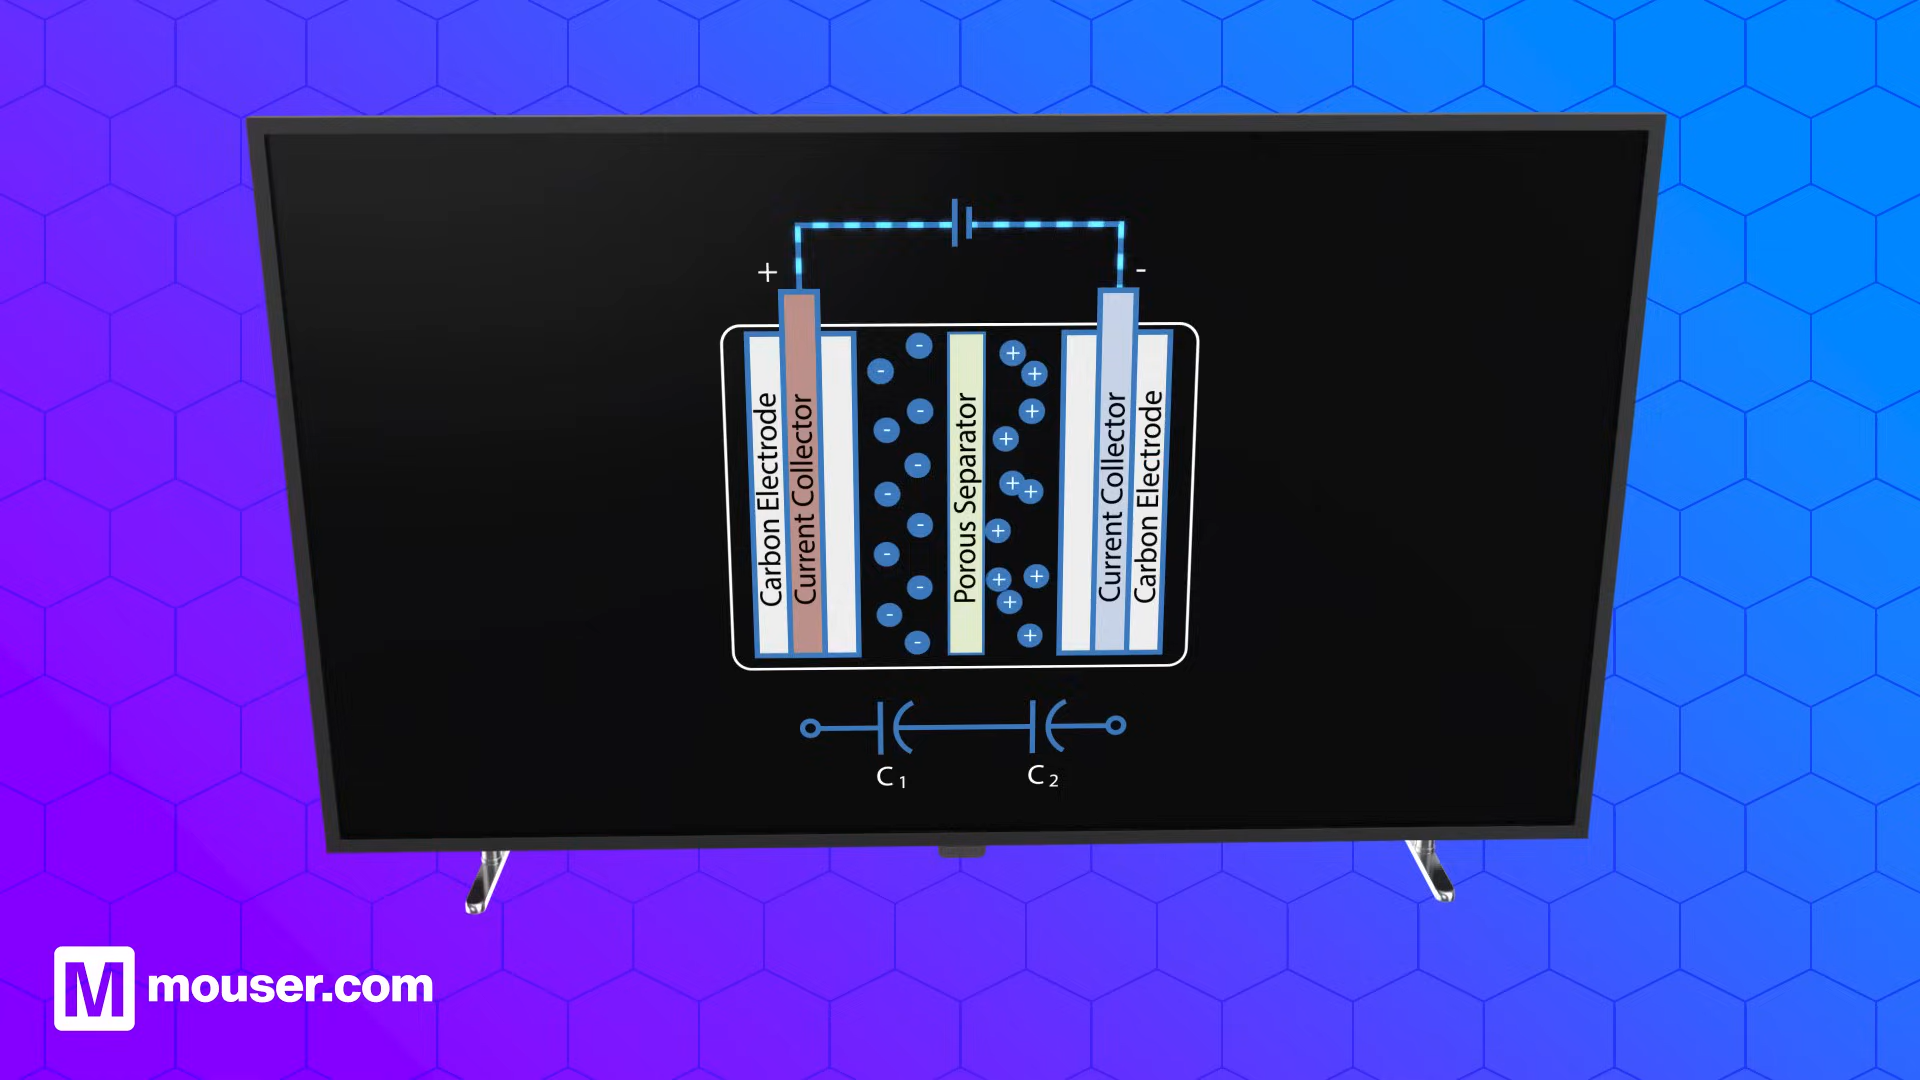 +
-
Carbon Electrode
Current Collector
Porous Separator
Current Collector
Carbon Electrode
C1
C2
M mouser.com